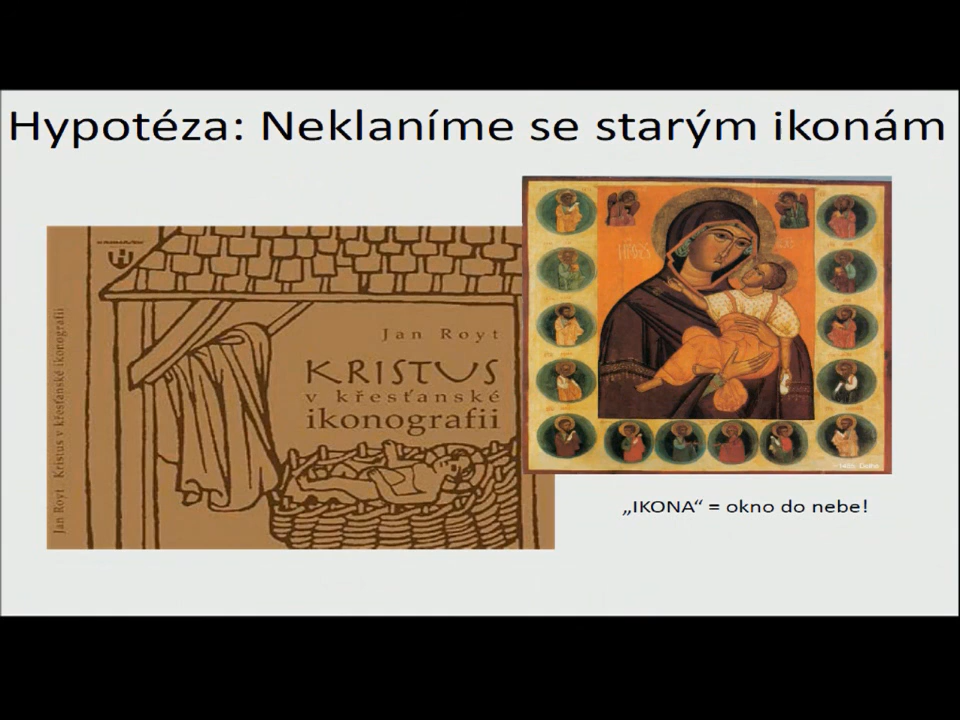 Hypotéza: Neklaníme se starým ikonám
Jan Royt
KRISTUS
v křesťanské
ikonografii
Jan Royt Kristus v křesťanské ikonografii
„IKONA“ = okno do nebe!